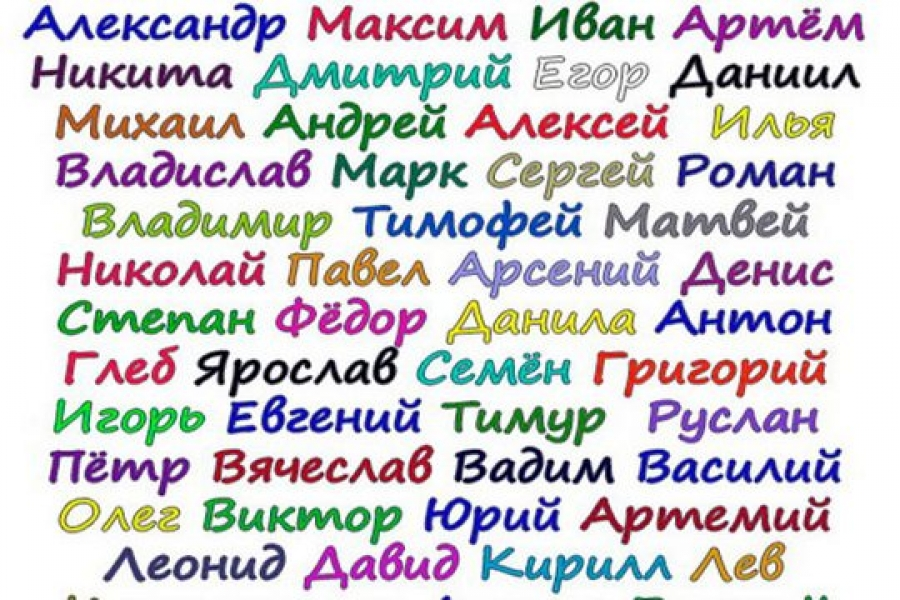 Александр Максим Иван Артём
Никита Дмитрий Егор Даниил
Михаил Андрей Алексей Илья
Владислав Марк Сергей Роман
Владимир Тимофей Матвей
Николай Павел Арсений Денис
Степан Фёдор Данила Антон
Глеб Ярослав Семён Григорий
Игорь Евгений Тимур Руслан
Пётр Вячеслав Вадим Василий
Олег Виктор Юрий Артемий
Леонид Давид Кирилл Лев